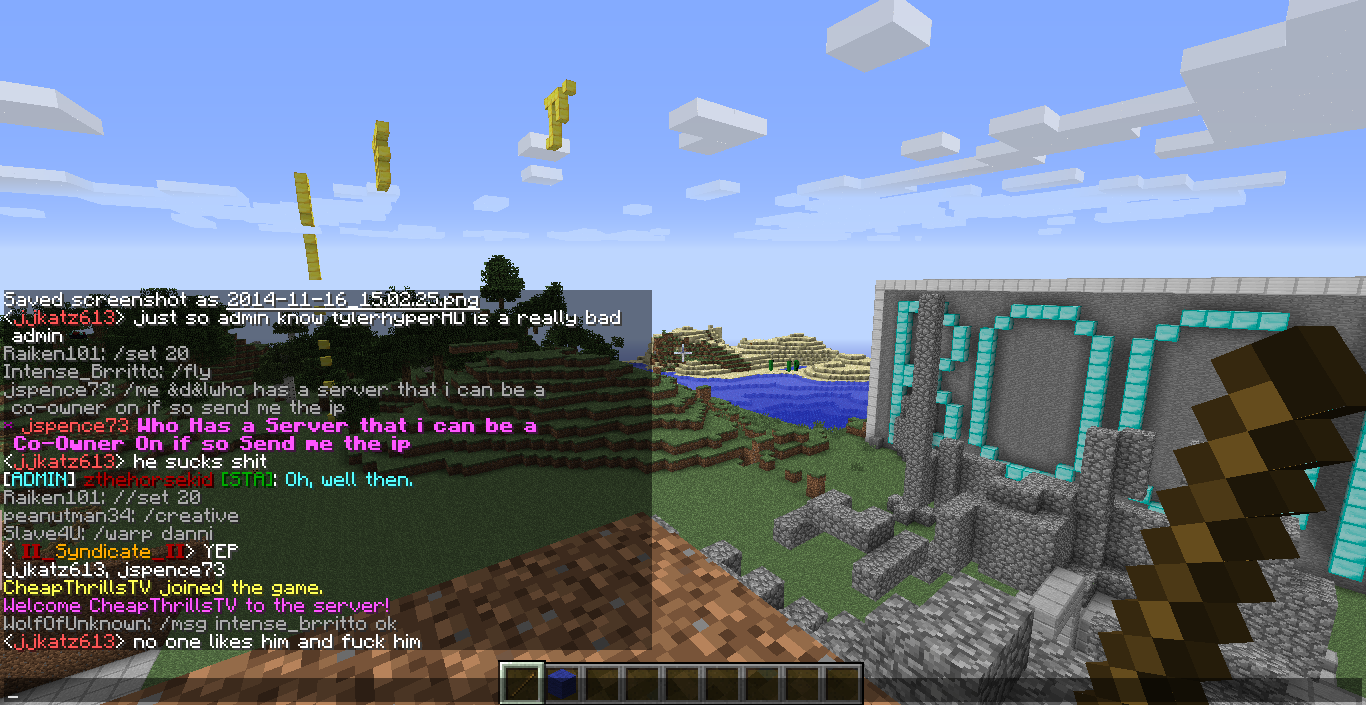 Saved screenshot as 2014-11-16_15.02.25.png
<jjkatz613> just so admin know tylerhyperHD is a really bad
admin
Raiken101: /set 20
Intense_Brritto: /fly
jspence73: /me &d&lwho has a server that i can be a
co-owner on if so send me the ip
* jspence73 Who Has a Server that i can be a
Co-Owner On if so Send me the ip
<jjkatz613> he sucks shit
[ADMIN] zthehorsekid [STA]: Oh, well then.
Raiken101: //set 20
peanutman34: /creative
Slave4U: /warp danni
< II_Syndicate_II> YEP
jjkatz613, jspence73
CheapThrillsTV joined the game.
Welcome CheapThrillsTV to the server!
WolfOfUnknown: /msg intense_brritto ok
<jjkatz613> no one likes him and fuck him
_